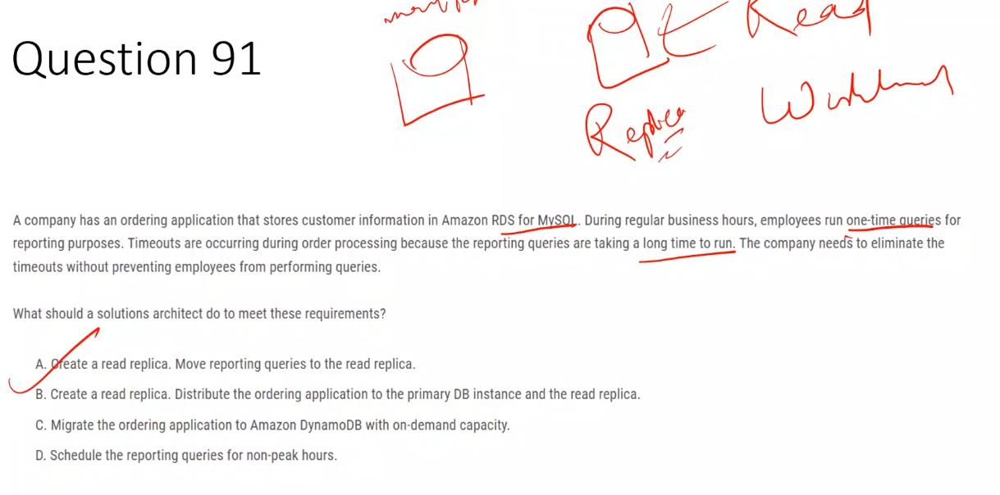 Read
Question 91
Replica
A company has an ordering application that stores customer information in Amazon RDS for MySQL. During regular business hours, employees run one-time queries for
reporting purposes. Timeouts are occurring during order processing because the reporting queries are taking a long time to run. The company needs to eliminate the
timeouts without preventing employees from performing queries.
What should a solutions architect do to meet these requirements?
A. Create a read replica. Move reporting queries to the read replica.
B. Create a read replica. Distribute the ordering application to the primary DB instance and the read replica.
C. Migrate the ordering application to Amazon DynamoDB with on-demand capacity.
D. Schedule the reporting queries for non-peak hours.